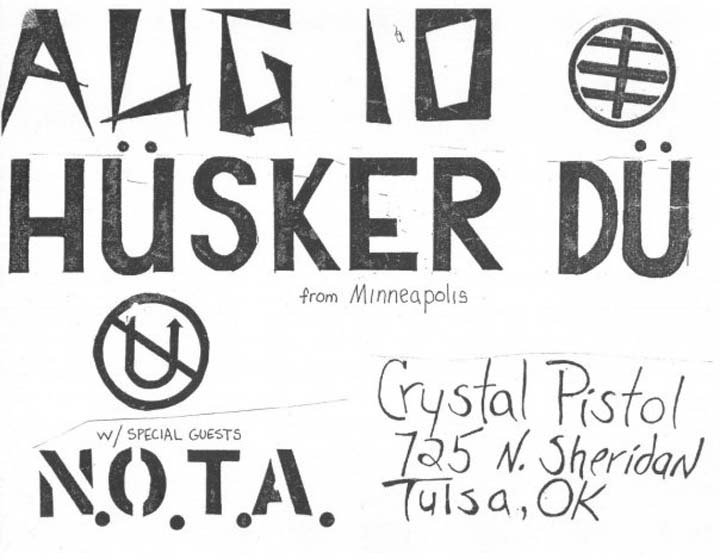 AUG 10
HÜSKER DÜ
from Minneapolis
w/ SPECIAL GUESTS
N.O.T.A.
Crystal Pistol
725 N. Sheridan
Tulsa, OK